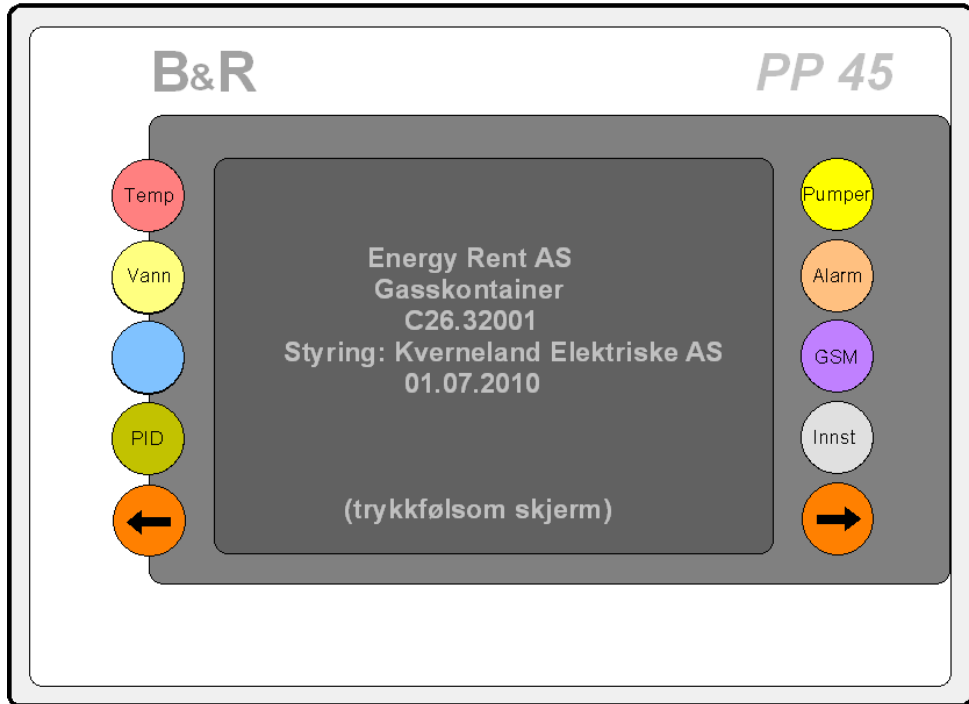 B&R
PP 45
Temp
Vann
PID
Energy Rent AS
Gasskontainer
C26.32001
Styring: Kverneland Elektriske AS
01.07.2010
(trykkfølsom skjerm)
Pumper
Alarm
GSM
Innst